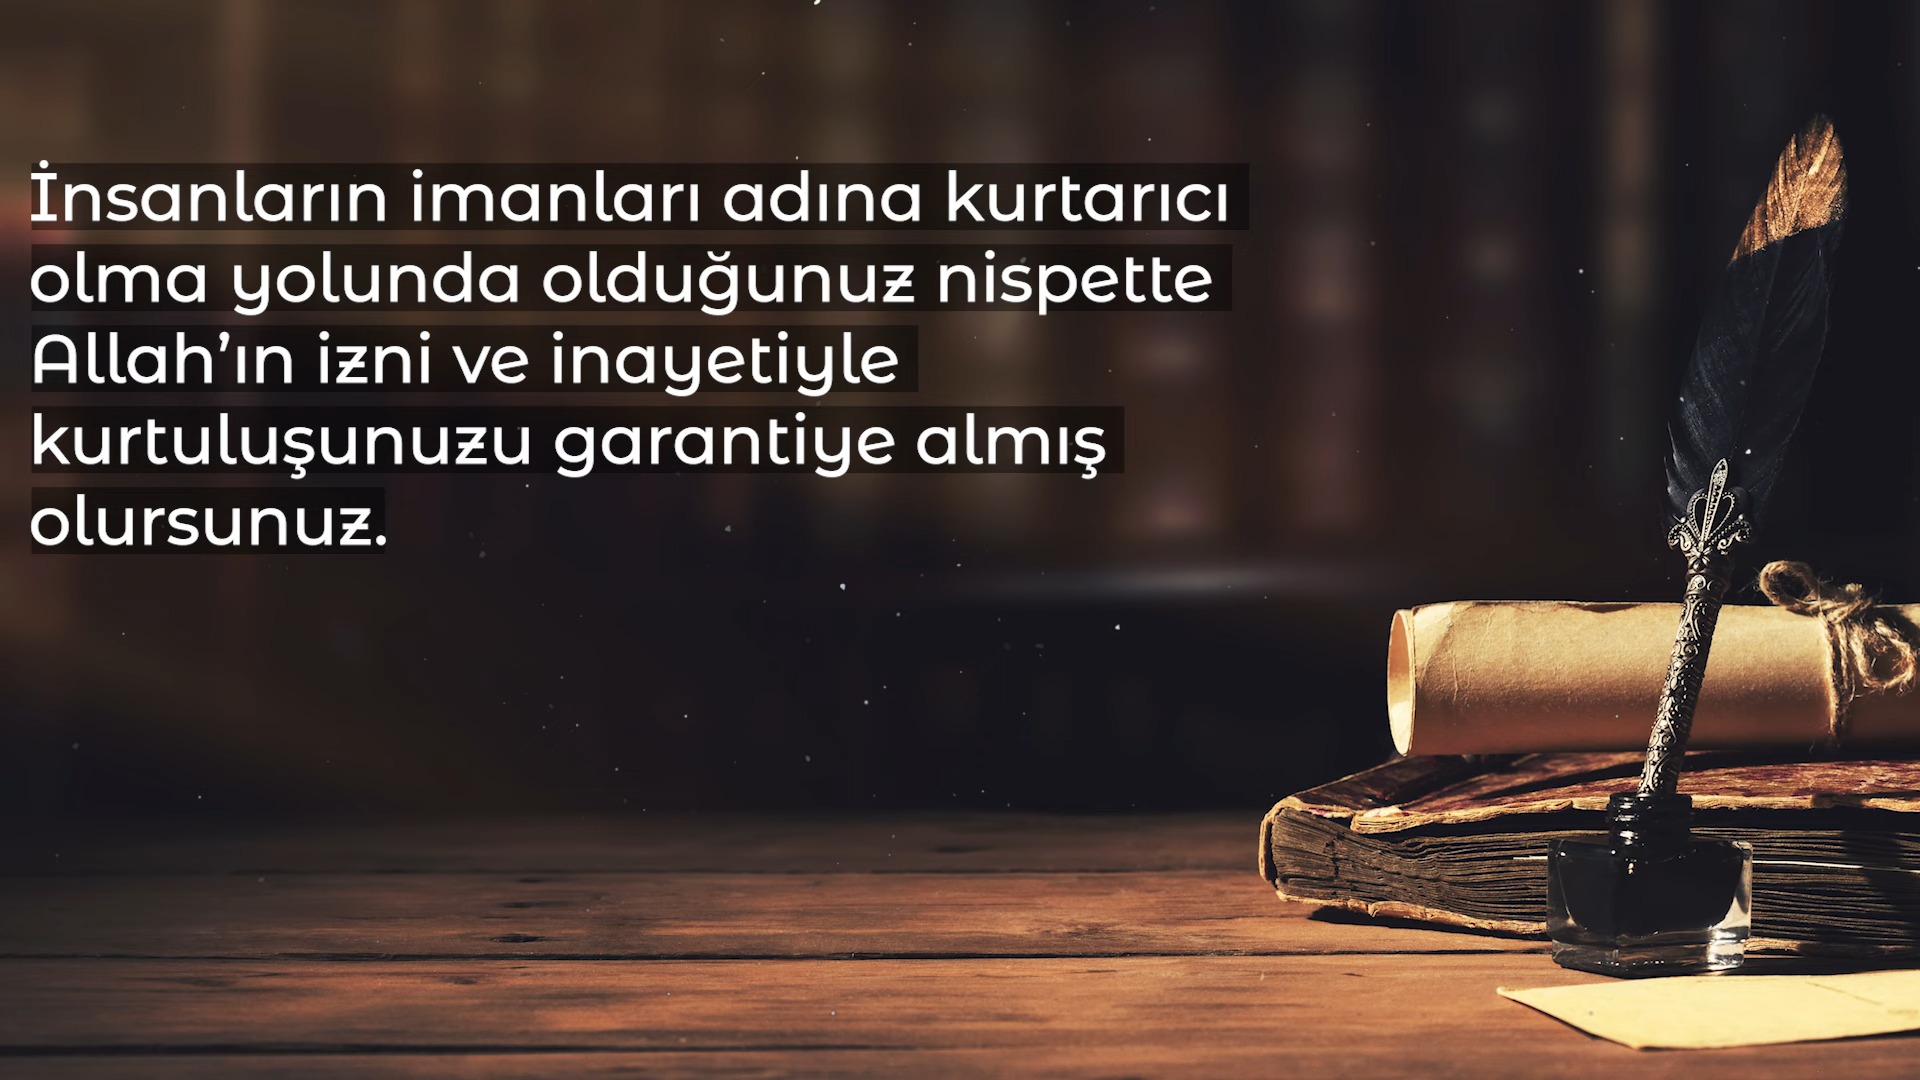 İnsanların imanları adına kurtarıcı
olma yolunda olduğunuz nispette
Allah’ın izni ve inayetiyle
kurtuluşunuzu garantiye almış
olursunuz.